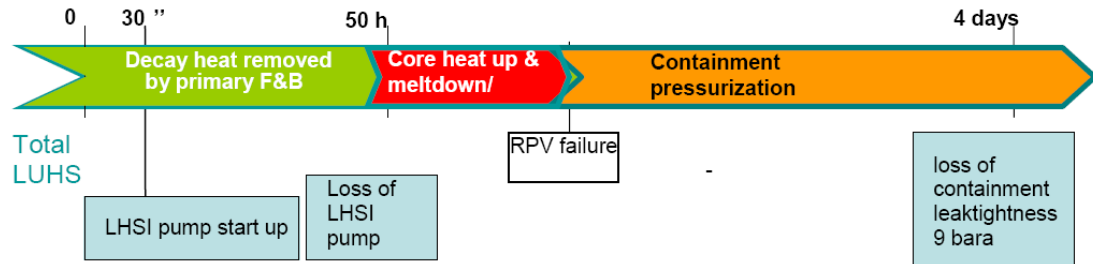 0 30 ’’ 50 h 4 days
Decay heat removed
by primary F&B
Core heat up &
meltdown/
Containment
pressurization
Total
LUHS
LHSI pump start up
Loss of
LHSI
pump
RPV failure
-
loss of
containment
leaktightness
9 bara